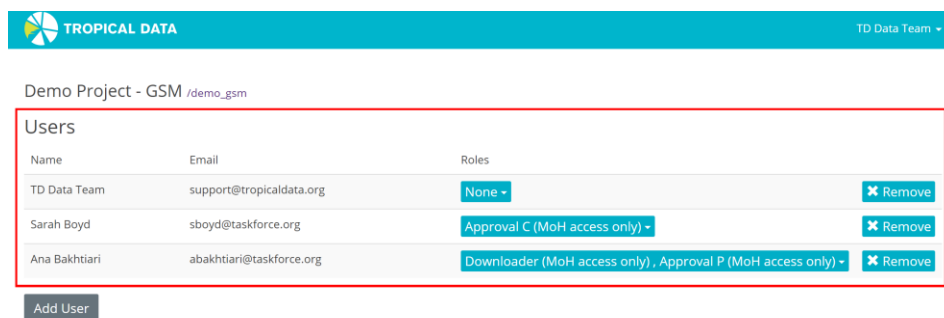 TROPICAL DATA TD Data Team
Demo Project - GSM /demo_gsm
Users
Name Email Roles
TD Data Team support@tropicaldata.org None Remove
Sarah Boyd sboyd@taskforce.org Approval C (MoH access only) Remove
Ana Bakhtiari abakhtiari@taskforce.org Downloader (MoH access only) , Approval P (MoH access only) Remove
Add User